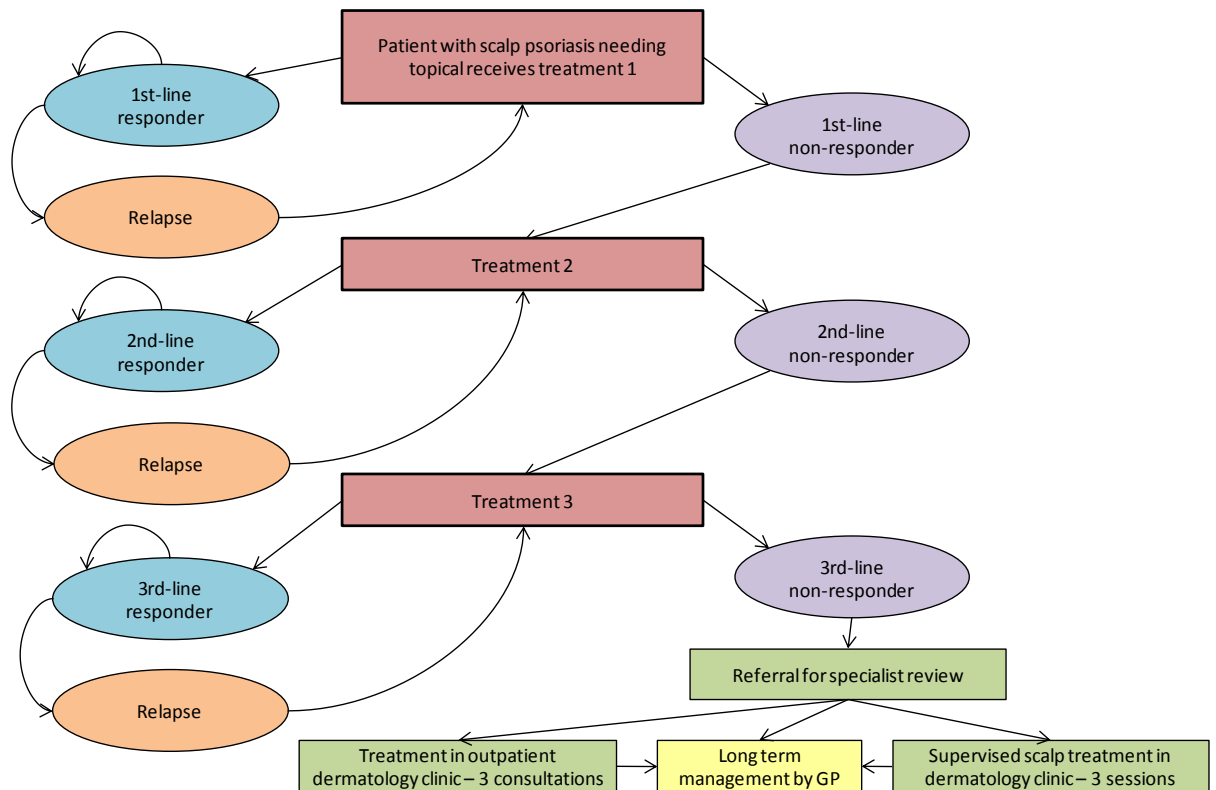 Patient with scalp psoriasis needing
topical receives treatment 1
1st-line
responder
1st-line
non-responder
Relapse
Treatment 2
2nd-line
responder
2nd-line
non-responder
Relapse
Treatment 3
3rd-line
responder
3rd-line
non-responder
Referral for specialist review
Relapse
Treatment in outpatient
dermatology clinic – 3 consultations
Long term
management by GP
Supervised scalp treatment in
dermatology clinic – 3 sessions